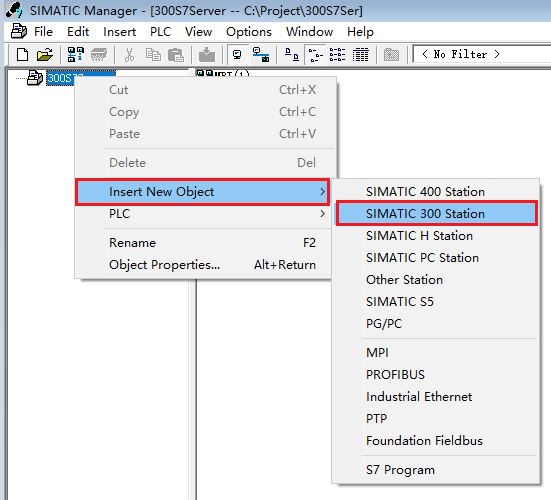 SIMATIC Manager - [300S7Server -- C:\Project\300S7Ser]
File Edit Insert PLC View Options Window Help
< No Filter >
300S7S
MPI(1)
Cut Ctrl+X
Copy Ctrl+C
Paste Ctrl+V
Delete Del
Insert New Object >
PLC >
Rename F2
Object Properties... Alt+Return
SIMATIC 400 Station
SIMATIC 300 Station
SIMATIC H Station
SIMATIC PC Station
Other Station
SIMATIC S5
PG/PC
MPI
PROFIBUS
Industrial Ethernet
PTP
Foundation Fieldbus
S7 Program